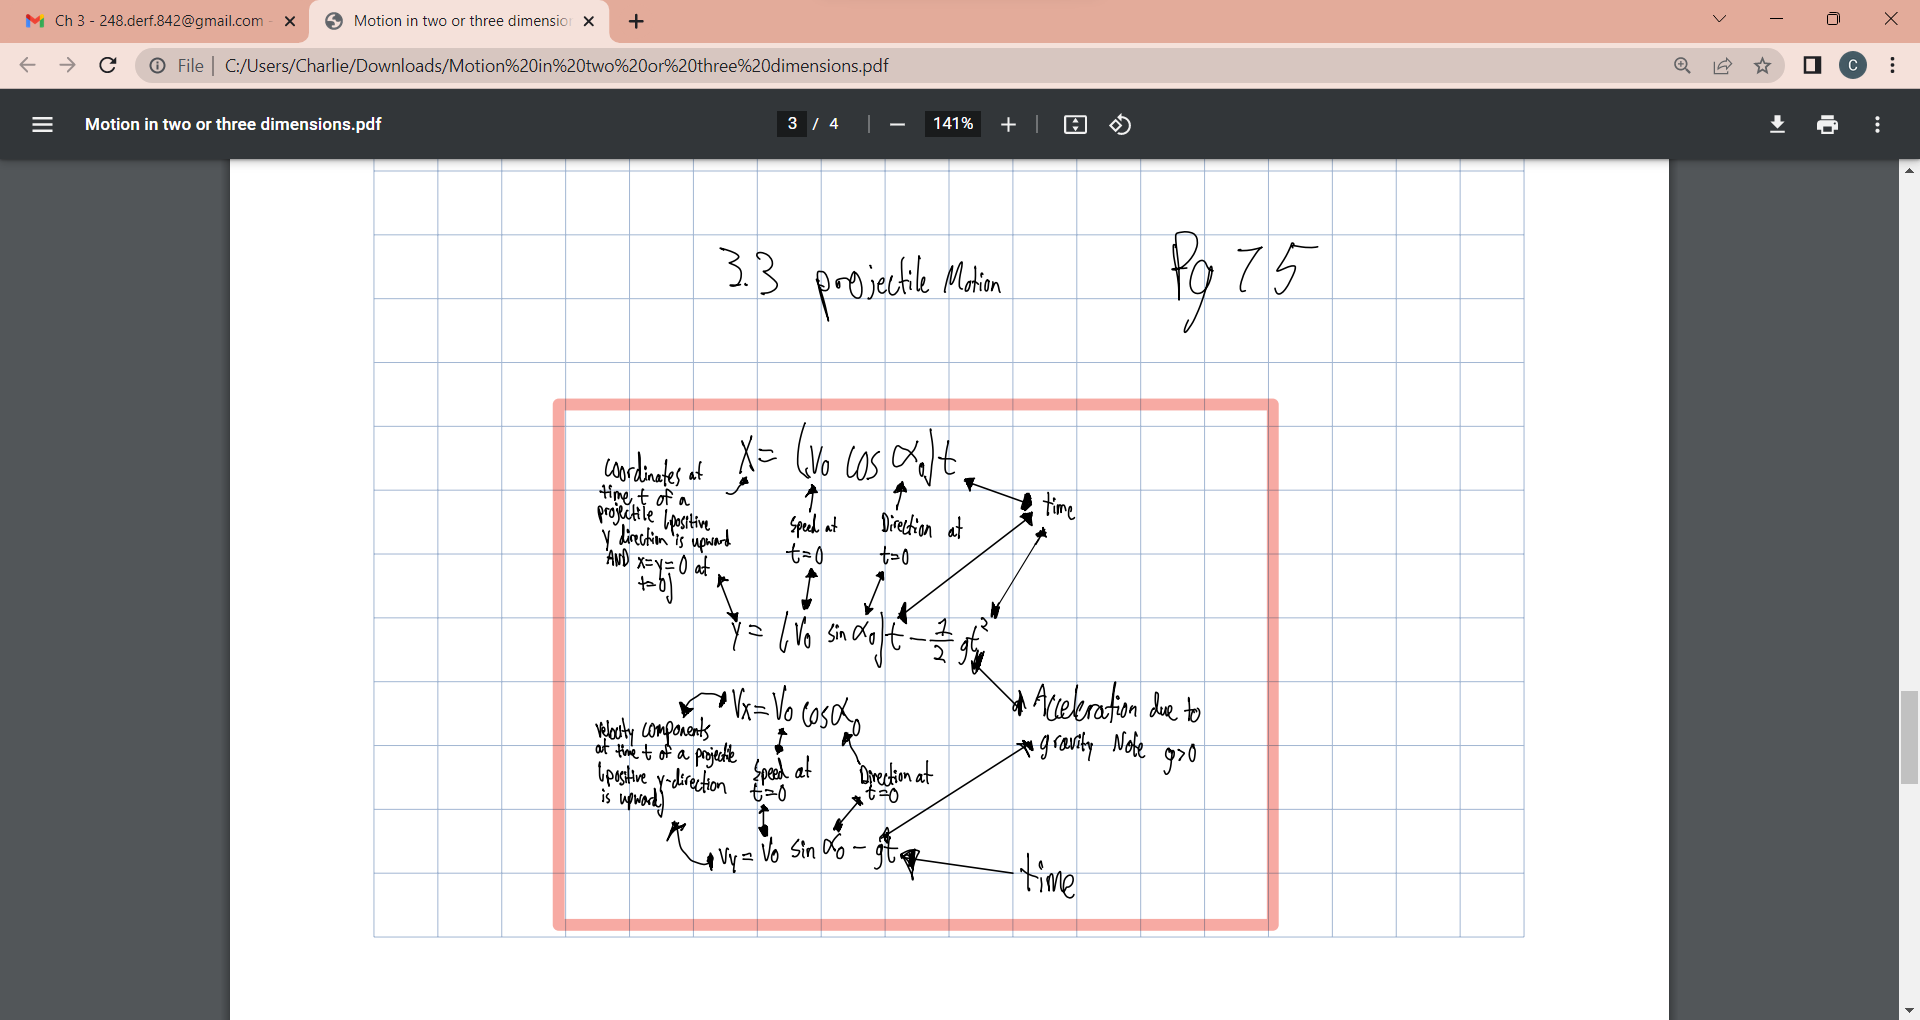 Ch 3 - 248.derf.842@gmail.com -
Motion in two or three dimension
File
C:/Users/Charlie/Downloads/Motion%20in%20two%20or%20three%20dimensions.pdf
C
Motion in two or three dimensions.pdf
3 / 4
141%
3.3 projectile Motion
Pg 75
X = (Vo cos α₀)t
Coordinates at
time t of a
projectile (positive
y direction is upward
AND x=y=0 at
t=0)
Speed at
t=0
Direction at
t=0
time
y = (Vo sin α₀)t - 1/2 gt²
Vx = Vo cos α₀
Acceleration due to
gravity Note g>0
Velocity components
at time t of a projectile
(positive y-direction
is upward)
Speed at
t=0
Direction at
t=0
Vy = Vo sin α₀ - gt
time